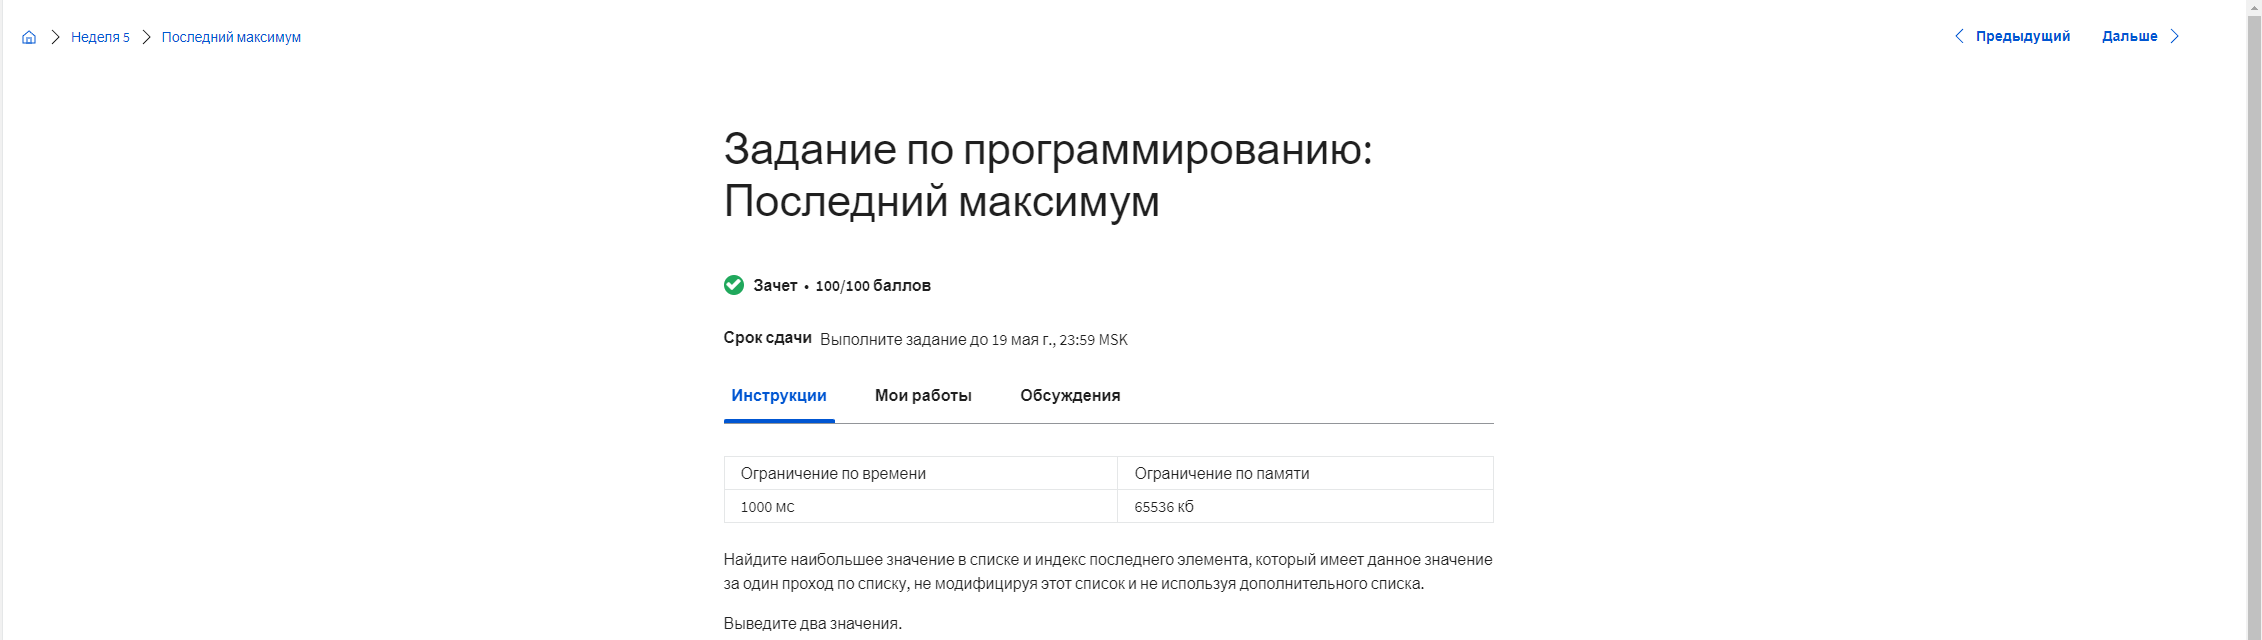 Неделя 5 Последний максимум Предыдущий Дальше
Задание по программированию:
Последний максимум
Зачет • 100/100 баллов
Срок сдачи Выполните задание до 19 мая г., 23:59 MSK
Инструкции Мои работы Обсуждения
Ограничение по времени Ограничение по памяти
1000 мс 65536 кб
Найдите наибольшее значение в списке и индекс последнего элемента, который имеет данное значение
за один проход по списку, не модифицируя этот список и не используя дополнительного списка.
Выведите два значения.